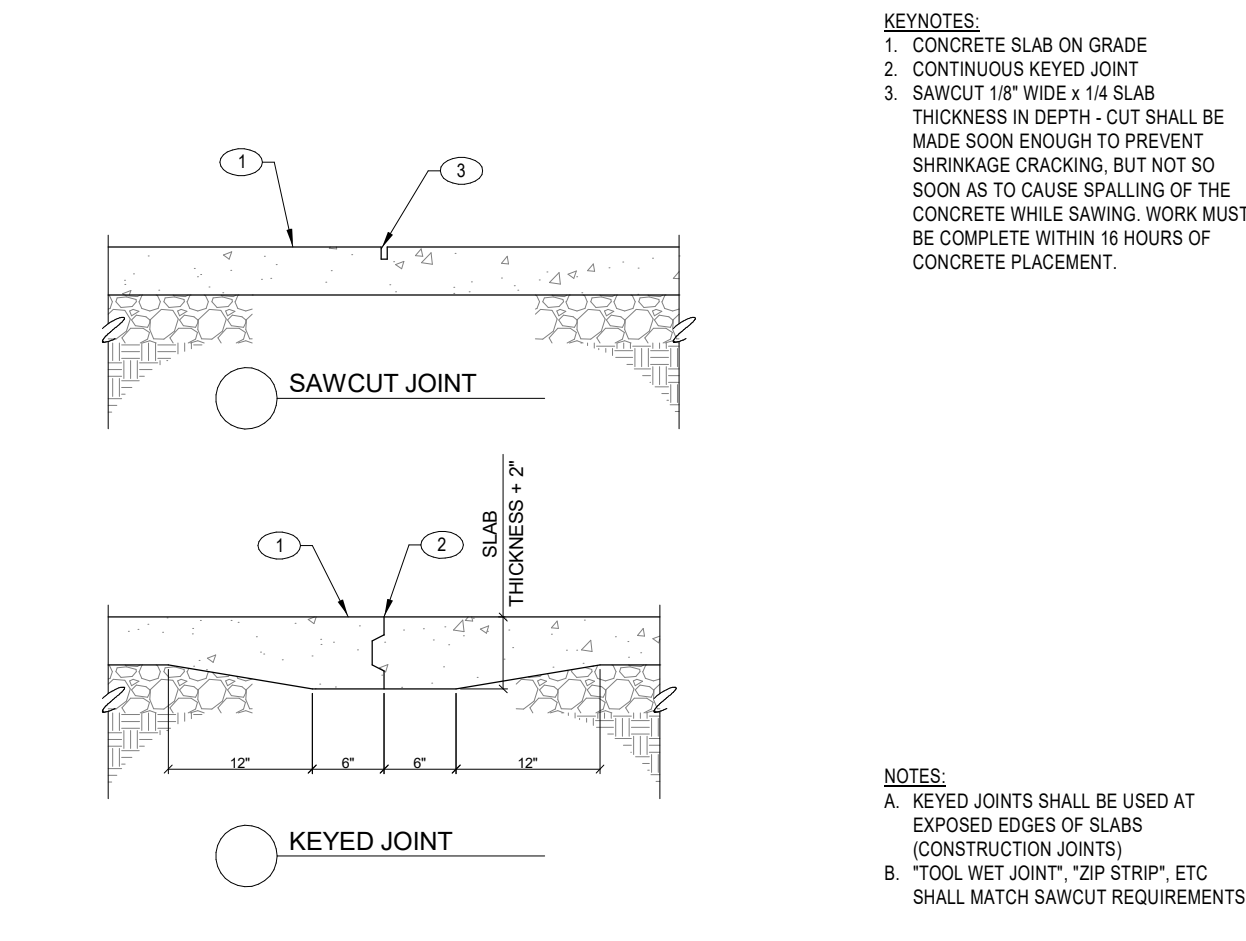 KEYNOTES:
1. CONCRETE SLAB ON GRADE
2. CONTINUOUS KEYED JOINT
3. SAWCUT 1/8" WIDE x 1/4 SLAB
THICKNESS IN DEPTH - CUT SHALL BE
MADE SOON ENOUGH TO PREVENT
SHRINKAGE CRACKING, BUT NOT SO
SOON AS TO CAUSE SPALLING OF THE
CONCRETE WHILE SAWING. WORK MUST
BE COMPLETE WITHIN 16 HOURS OF
CONCRETE PLACEMENT.
1
3
SAWCUT JOINT
SLAB
THICKNESS + 2"
1
2
12"
6"
6"
12"
KEYED JOINT
NOTES:
A. KEYED JOINTS SHALL BE USED AT
EXPOSED EDGES OF SLABS
(CONSTRUCTION JOINTS)
B. "TOOL WET JOINT", "ZIP STRIP", ETC
SHALL MATCH SAWCUT REQUIREMENTS